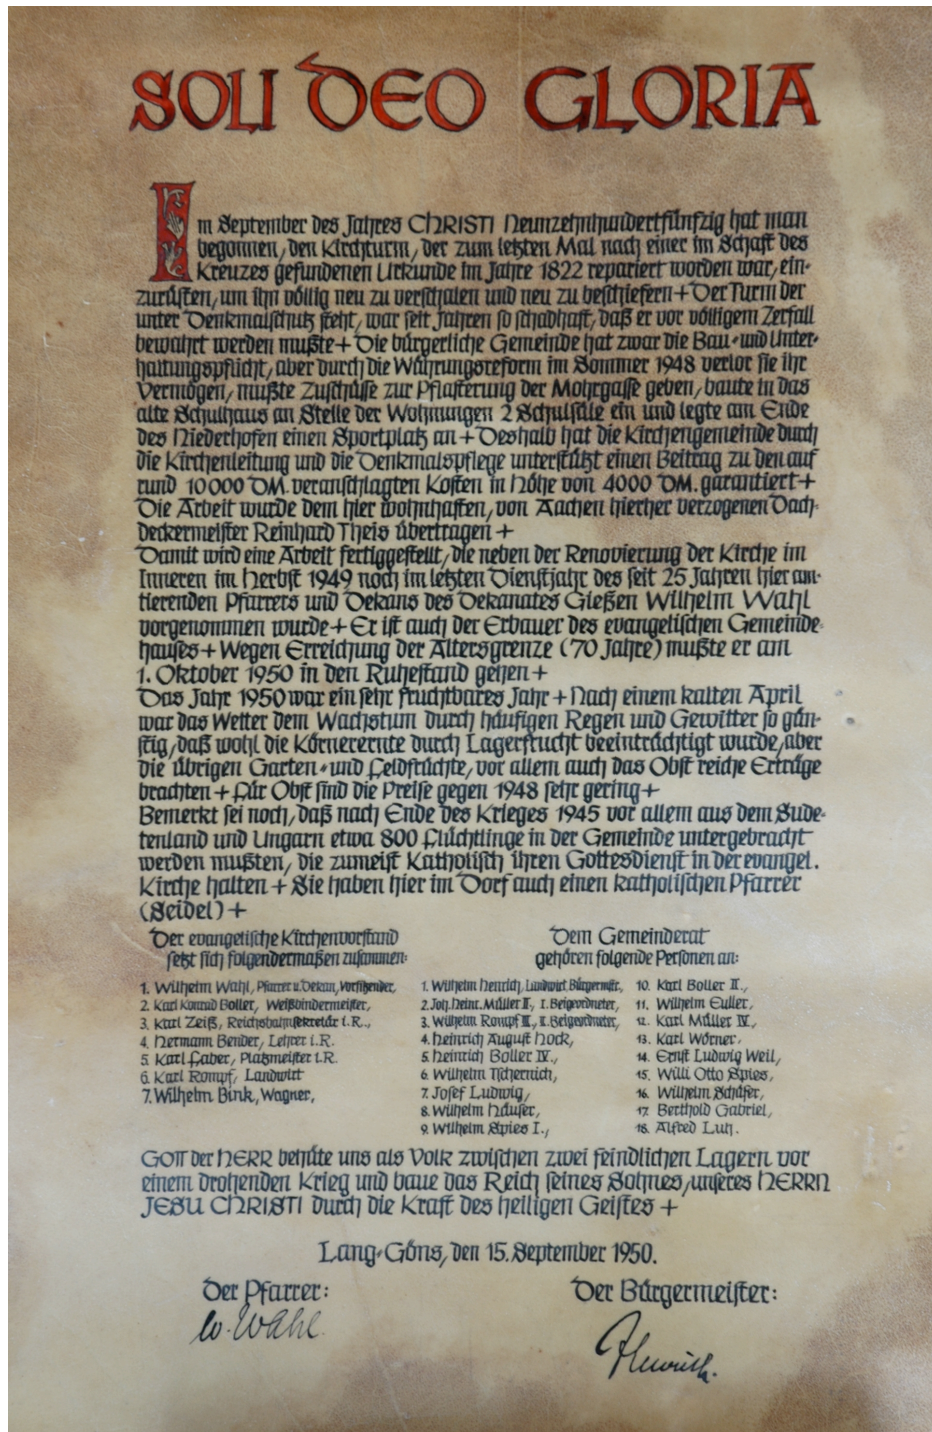 SOLI DEO GLORIA
Im September des Jahres CHRISTI Neunzehnhundertfünfzig hat man
begonnen, den Kirchturm, der zum letzten Mal nach einer im Schaft des
Kreuzes gefundenen Urkunde im Jahre 1822 repariert worden war, ein-
zurüsten, um ihn völlig neu zu verschalen und neu zu beschiefern + Der Turm der
unter Denkmalschutz steht, war seit Jahren so schadhaft, daß er vor völligem Zerfall
bewahrt werden mußte + Die bürgerliche Gemeinde hat zwar die Bau- und Unter-
haltungspflicht, aber durch die Währungsreform im Sommer 1948 verlor sie ihr
Vermögen, mußte Zuschüsse zur Pflasterung der Mohrgasse geben, baute in das
alte Schulhaus an Stelle der Wohnungen 2 Schulsäle ein und legte am Ende
des Niederhofen einen Sportplatz an + Deshalb hat die Kirchengemeinde durch
die Kirchenleitung und die Denkmalspflege unterstützt einen Beitrag zu den auf
rund 10000 DM. veranschlagten Kosten in Höhe von 4000 DM. garantiert +
Die Arbeit wurde dem hier wohnhaften, von Aachen hierher verzogenen Dach-
deckermeister Reinhard Theis übertragen +
Damit wird eine Arbeit fertiggestellt, die neben der Renovierung der Kirche im
Inneren im Herbst 1949 noch im letzten Dienstjahr des seit 25 Jahren hier am-
tierenden Pfarrers und Dekans des Dekanates Gießen Wilhelm Wahl
vorgenommen wurde + Er ist auch der Erbauer des evangelischen Gemeinde-
hauses + Wegen Erreichung der Altersgrenze (70 Jahre) mußte er am
1. Oktober 1950 in den Ruhestand gehen +
Das Jahr 1950 war ein sehr fruchtbares Jahr + Nach einem kalten April
war das Wetter dem Wachstum durch häufigen Regen und Gewitter so gün-
stig, daß wohl die Körnerernte durch Lagerfrucht beeinträchtigt wurde, aber
die übrigen Garten- und Feldfrüchte, vor allem auch das Obst reiche Erträge
brachten + Für Obst sind die Preise gegen 1948 sehr gering +
Bemerkt sei noch, daß nach Ende des Krieges 1945 vor allem aus dem Sude-
tenland und Ungarn etwa 800 Flüchtlinge in der Gemeinde untergebracht
werden mußten, die zumeist Katholisch ihren Gottesdienst in der evangel.
Kirche halten + Sie haben hier im Dorf auch einen katholischen Pfarrer
(Seidel) +
Der evangelische Kirchenvorstand
setzt sich folgendermaßen zusammen:
1. Wilhelm Wahl, Pfarrer u. Dekan, Vorsitzender,
2. Karl Konrad Boller, Weißbindermeister,
3. Karl Zeiß, Reichsbahnsekretär i.R.,
4. Hermann Bender, Lehrer i.R.
5. Karl Faber, Platzmeister i.R.
6. Karl Rompf, Landwirt
7. Wilhelm Bink, Wagner,
Dem Gemeinderat
gehören folgende Personen an:
1. Wilhelm Henrich, Landwirt, Bürgermstr.,
2. Joh. Heinr. Müller II., I. Beigeordneter,
3. Wilhelm Rompf III., II. Beigeordneter,
4. Heinrich August Hock,
5. Heinrich Boller IV.,
6. Wilhelm Tschernich,
7. Josef Ludwig,
8. Wilhelm Häuser,
9. Wilhelm Spies I.,
10. Karl Boller II.,
11. Wilhelm Euller,
12. Karl Müller IV.,
13. Karl Wörner,
14. Ernst Ludwig Weil,
15. Willi Otto Spies,
16. Wilhelm Schäfer,
17. Berthold Gabriel,
18. Alfred Luh.
GOTT der HERR behüte uns als Volk zwischen zwei feindlichen Lagern vor
einem drohenden Krieg und baue das Reich seines Sohnes, unseres HERRN
JESU CHRISTI durch die Kraft des heiligen Geistes +
Lang-Göns, den 15. September 1950.
Der Pfarrer:
W. Wahl.
Der Bürgermeister:
Henrich.